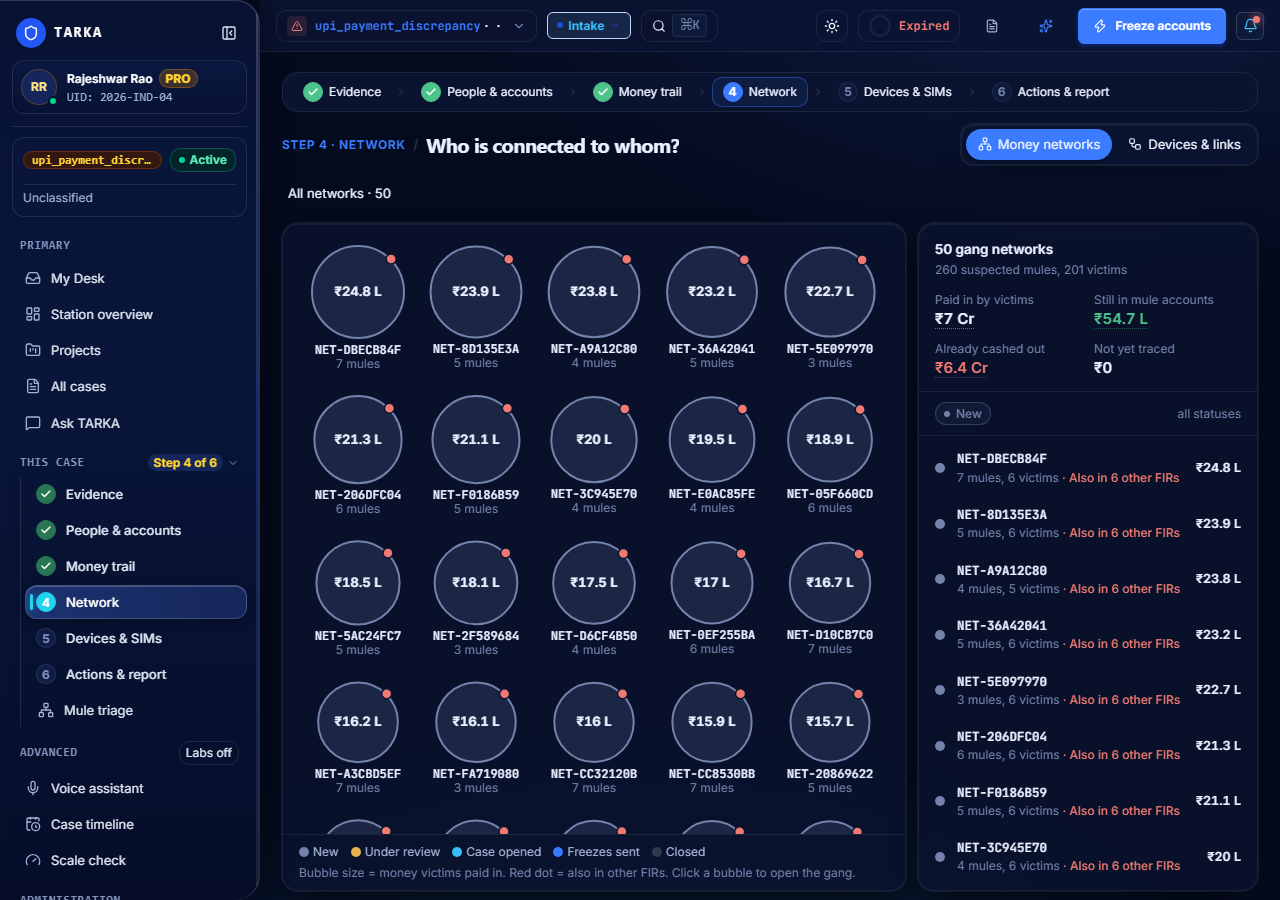 TARKA
Rajeshwar Rao PRO
UID: 2026-IND-04
upi_payment_discr… Active
Unclassified
PRIMARY
My Desk
Station overview
Projects
All cases
Ask TARKA
THIS CASE Step 4 of 6
Evidence
People & accounts
Money trail
4 Network
5 Devices & SIMs
6 Actions & report
Mule triage
ADVANCED Labs off
Voice assistant
Case timeline
Scale check
upi_payment_discrepancy · · Intake ⌘K Expired Freeze accounts
Evidence People & accounts Money trail 4 Network 5 Devices & SIMs 6 Actions & report
STEP 4 · NETWORK / Who is connected to whom? Money networks Devices & links
All networks · 50
₹24.8 L ₹23.9 L ₹23.8 L ₹23.2 L ₹22.7 L
NET-DBECB84F NET-8D135E3A NET-A9A12C80 NET-36A42041 NET-5E097970
7 mules 5 mules 4 mules 5 mules 3 mules
₹21.3 L ₹21.1 L ₹20 L ₹19.5 L ₹18.9 L
NET-206DFC04 NET-F0186B59 NET-3C945E70 NET-E0AC85FE NET-05F660CD
6 mules 5 mules 4 mules 4 mules 6 mules
₹18.5 L ₹18.1 L ₹17.5 L ₹17 L ₹16.7 L
NET-5AC24FC7 NET-2F589684 NET-D6CF4B50 NET-0EF255BA NET-D10CB7C0
5 mules 3 mules 4 mules 6 mules 7 mules
₹16.2 L ₹16.1 L ₹16 L ₹15.9 L ₹15.7 L
NET-A3CBD5EF NET-FA719080 NET-CC32120B NET-CC8530BB NET-20869622
7 mules 3 mules 7 mules 7 mules 5 mules
New Under review Case opened Freezes sent Closed
Bubble size = money victims paid in. Red dot = also in other FIRs. Click a bubble to open the gang.
50 gang networks
260 suspected mules, 201 victims
Paid in by victims Still in mule accounts
₹7 Cr ₹54.7 L
Already cashed out Not yet traced
₹6.4 Cr ₹0
New all statuses
NET-DBECB84F ₹24.8 L
7 mules, 6 victims · Also in 6 other FIRs
NET-8D135E3A ₹23.9 L
5 mules, 6 victims · Also in 6 other FIRs
NET-A9A12C80 ₹23.8 L
4 mules, 5 victims · Also in 6 other FIRs
NET-36A42041 ₹23.2 L
5 mules, 6 victims · Also in 6 other FIRs
NET-5E097970 ₹22.7 L
3 mules, 6 victims · Also in 6 other FIRs
NET-206DFC04 ₹21.3 L
6 mules, 6 victims · Also in 6 other FIRs
NET-F0186B59 ₹21.1 L
5 mules, 6 victims · Also in 6 other FIRs
NET-3C945E70 ₹20 L
4 mules, 6 victims · Also in 6 other FIRs